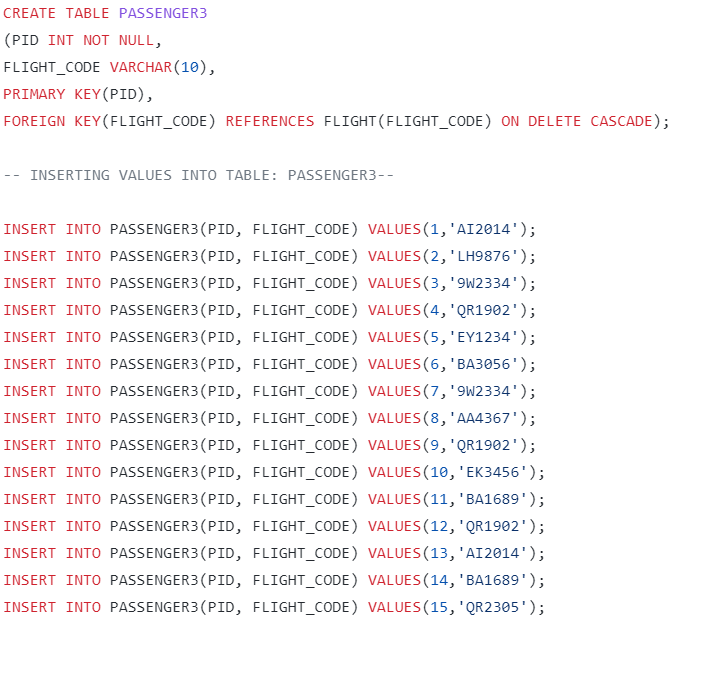 CREATE TABLE PASSENGER3
(PID INT NOT NULL,
FLIGHT_CODE VARCHAR(10),
PRIMARY KEY(PID),
FOREIGN KEY(FLIGHT_CODE) REFERENCES FLIGHT(FLIGHT_CODE) ON DELETE CASCADE);
-- INSERTING VALUES INTO TABLE: PASSENGER3--
INSERT INTO PASSENGER3(PID, FLIGHT_CODE) VALUES(1,'AI2014');
INSERT INTO PASSENGER3(PID, FLIGHT_CODE) VALUES(2,'LH9876');
INSERT INTO PASSENGER3(PID, FLIGHT_CODE) VALUES(3,'9W2334');
INSERT INTO PASSENGER3(PID, FLIGHT_CODE) VALUES(4,'QR1902');
INSERT INTO PASSENGER3(PID, FLIGHT_CODE) VALUES(5,'EY1234');
INSERT INTO PASSENGER3(PID, FLIGHT_CODE) VALUES(6,'BA3056');
INSERT INTO PASSENGER3(PID, FLIGHT_CODE) VALUES(7,'9W2334');
INSERT INTO PASSENGER3(PID, FLIGHT_CODE) VALUES(8,'AA4367');
INSERT INTO PASSENGER3(PID, FLIGHT_CODE) VALUES(9,'QR1902');
INSERT INTO PASSENGER3(PID, FLIGHT_CODE) VALUES(10,'EK3456');
INSERT INTO PASSENGER3(PID, FLIGHT_CODE) VALUES(11,'BA1689');
INSERT INTO PASSENGER3(PID, FLIGHT_CODE) VALUES(12,'QR1902');
INSERT INTO PASSENGER3(PID, FLIGHT_CODE) VALUES(13,'AI2014');
INSERT INTO PASSENGER3(PID, FLIGHT_CODE) VALUES(14,'BA1689');
INSERT INTO PASSENGER3(PID, FLIGHT_CODE) VALUES(15,'QR2305');